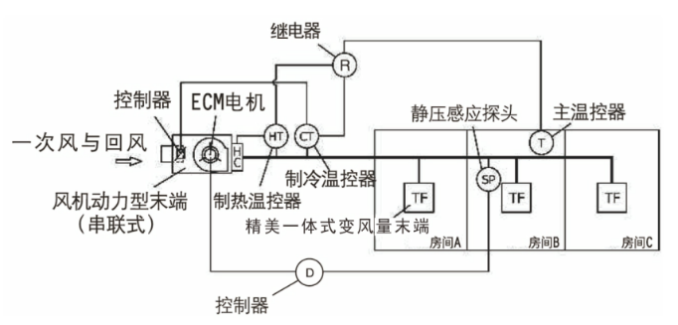 继电器
R
控制器
ECM电机
静压感应探头
主温控器
一次风与回风
HT
CT
T
HC
制冷温控器
SP
风机动力型末端
(串联式)
制热温控器
TF
TF
TF
精美一体式变风量末端
房间A
房间B
房间C
D
控制器